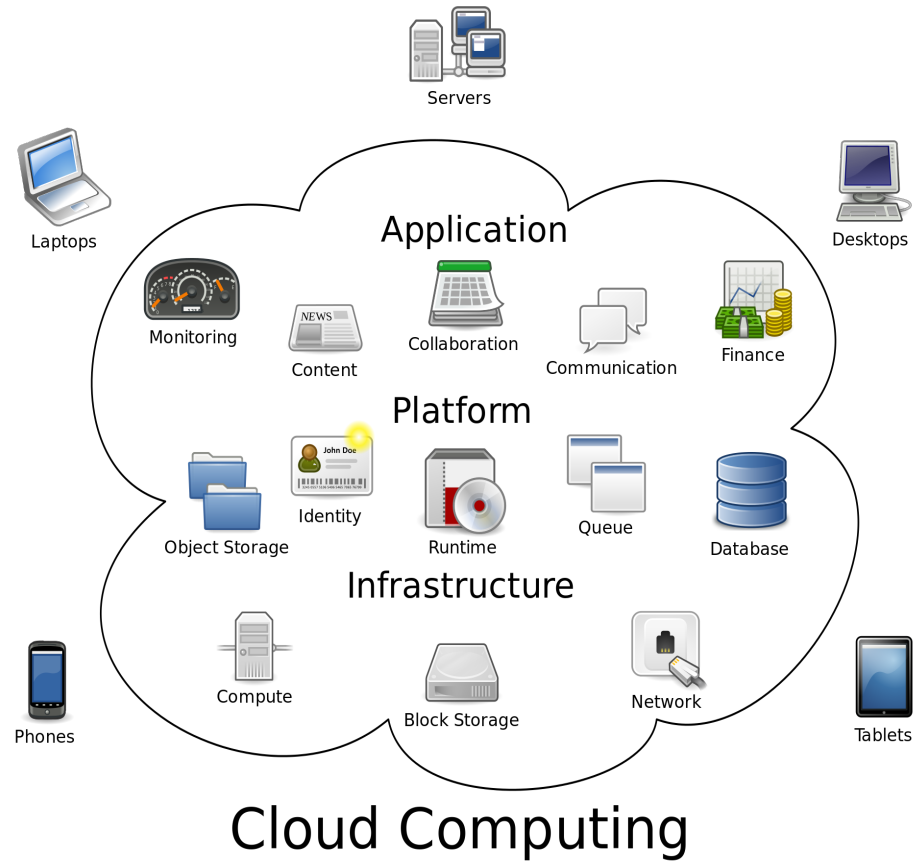 Servers
Laptops
Desktops
Application
Monitoring
NEWS
Content
Collaboration
Communication
Finance
Platform
John Doe
Object Storage
Identity
Runtime
Queue
Database
Infrastructure
Compute
Block Storage
Network
Phones
Tablets
Cloud Computing